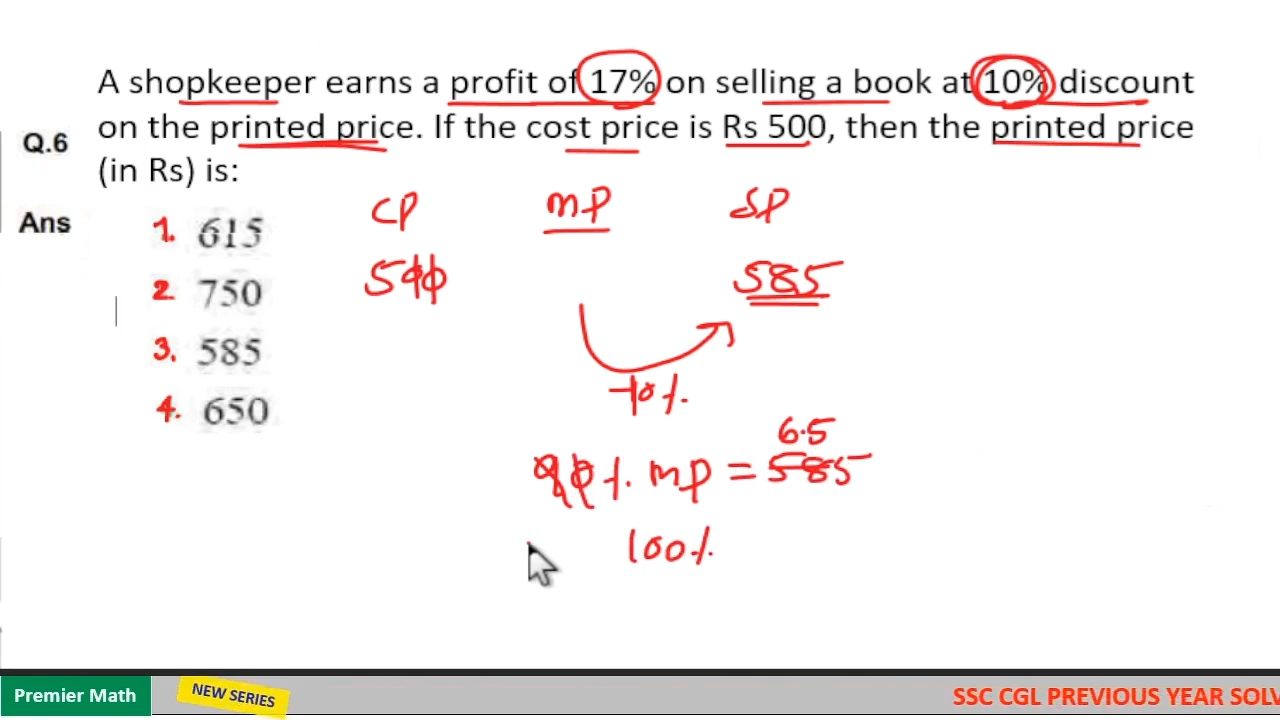 A shopkeeper earns a profit of 17% on selling a book at 10% discount
Q.6
on the printed price. If the cost price is Rs 500, then the printed price
(in Rs) is:
CP MP SP
Ans
1. 615
500 585
2. 750
3. 585
-10%
4. 650
6.5
90% MP = 585
100%
Premier Math
NEW SERIES
SSC CGL PREVIOUS YEAR SOLV